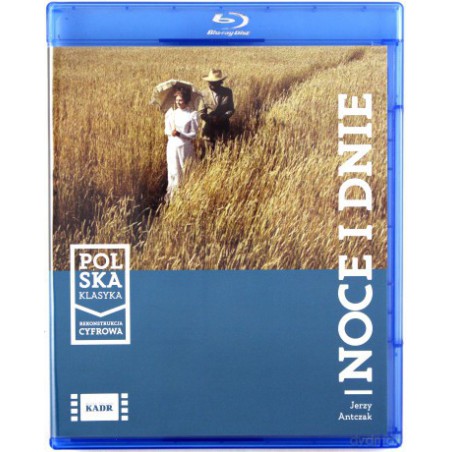 Blu-ray Disc
NOCE I DNIE
POL
SKA
KLASYKA
REKONSTRUKCJA
CYFROWA
KADR
Jerzy
Antczak